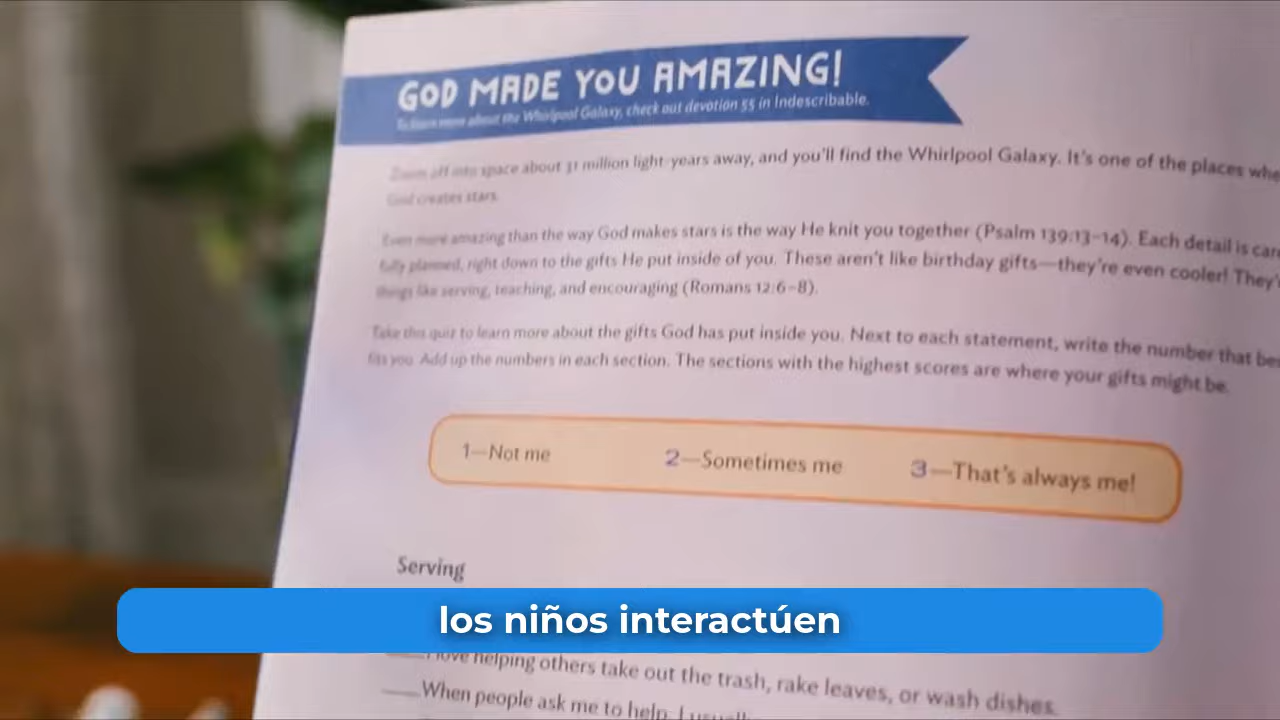 GOD MADE YOU AMAZING!
To learn more about the Whirlpool Galaxy, check out devotion 55 in Indescribable.
Zoom off into space about 31 million light-years away, and you'll find the Whirlpool Galaxy. It's one of the places whe
God creates stars.
Even more amazing than the way God makes stars is the way He knit you together (Psalm 139:13–14). Each detail is care
fully planned, right down to the gifts He put inside of you. These aren't like birthday gifts—they're even cooler! They'r
things like serving, teaching, and encouraging (Romans 12:6–8).
Take this quiz to learn more about the gifts God has put inside you. Next to each statement, write the number that bes
fits you. Add up the numbers in each section. The sections with the highest scores are where your gifts might be.
1—Not me 2—Sometimes me 3—That's always me!
Serving
los niños interactúen
love helping others take out the trash, rake leaves, or wash dishes.
When people ask me to help, I